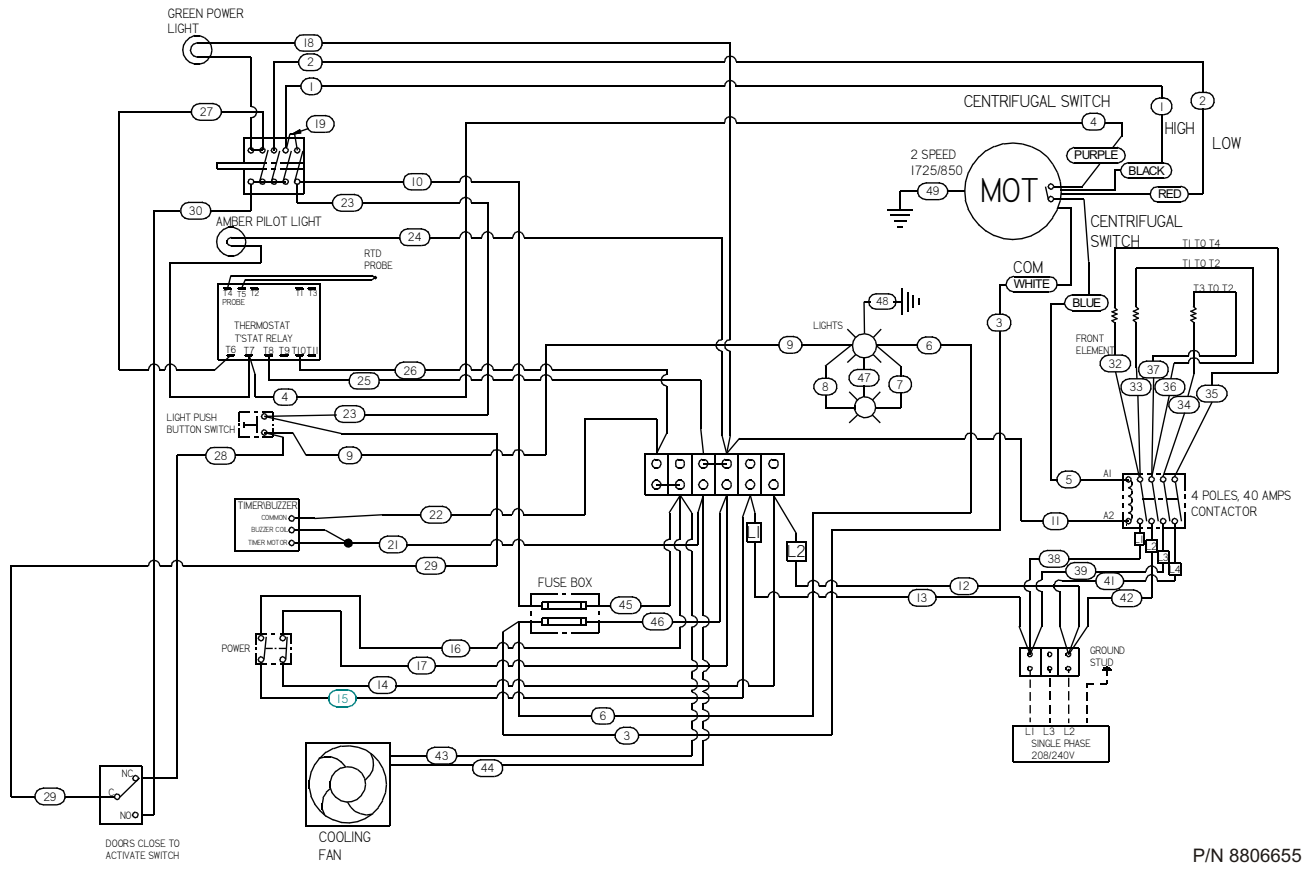 GREEN POWER
LIGHT
18
2
1
27
19
CENTRIFUGAL SWITCH
1
2
4
HIGH
LOW
PURPLE
2 SPEED
1725/850
BLACK
MOT
49
RED
10
23
30
AMBER PILOT LIGHT
24
CENTRIFUGAL
SWITCH
T1 TO T4
RTD
PROBE
COM
WHITE
T1 TO T2
T4 T5 T2 T1 T3
PROBE
T3 TO T2
BLUE
48
THERMOSTAT
T'STAT RELAY
LIGHTS
3
T6 T7 T8 T9 T10 T11
9
6
FRONT
ELEMENT
32
37
26
25
8
47
7
33
36
35
4
34
LIGHT PUSH
BUTTON SWITCH
23
28
9
5
A1
4 POLES, 40 AMPS
CONTACTOR
TIMER\BUZZER
COMMON
BUZZER COIL
TIMER MOTOR
22
21
11
A2
L1
L2
L1
L2
L3
L4
29
38
39
41
42
FUSE BOX
45
46
12
13
POWER
16
17
14
15
GROUND
STUD
6
3
L1 L3 L2
SINGLE PHASE
208/240V
43
44
NC
C
NO
29
COOLING
FAN
DOORS CLOSE TO
ACTIVATE SWITCH
P/N 8806655